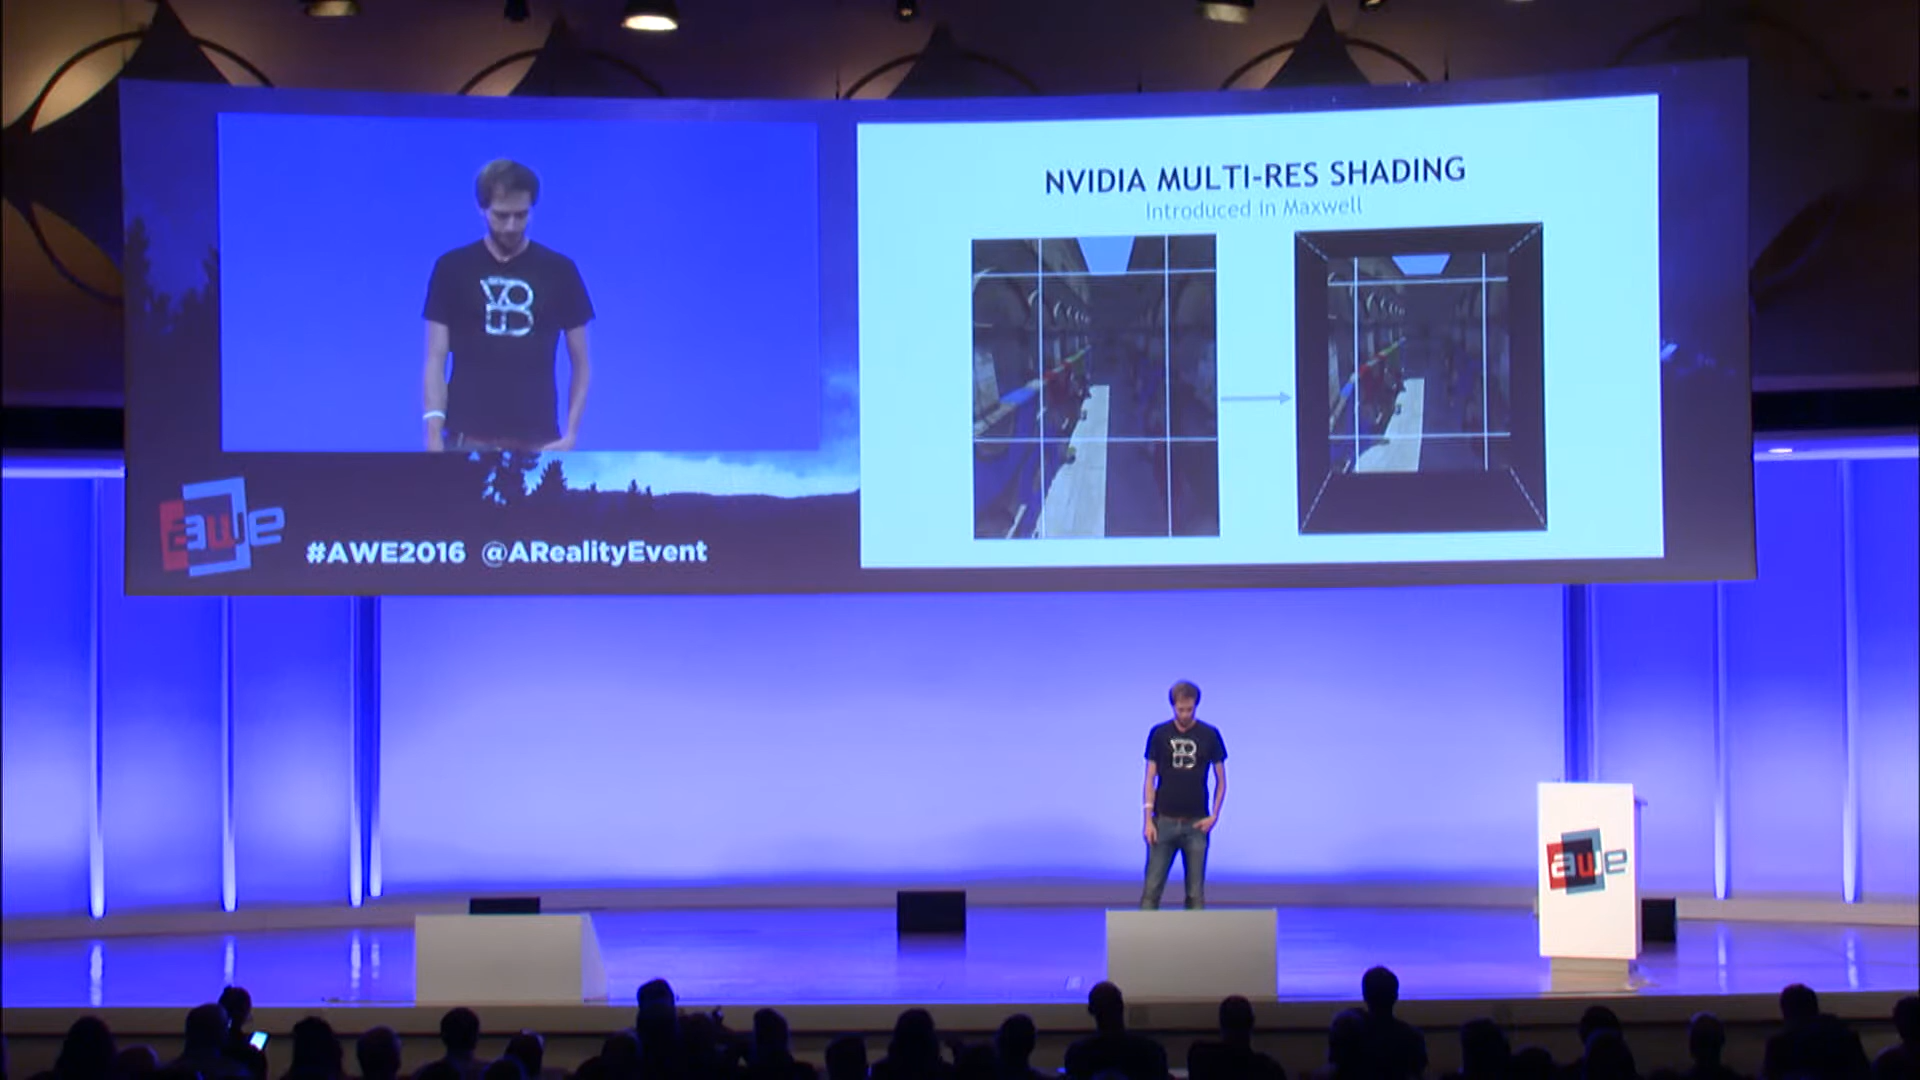 NVIDIA MULTI-RES SHADING
Introduced in Maxwell
awe
#AWE2016 @ARealityEvent
awe